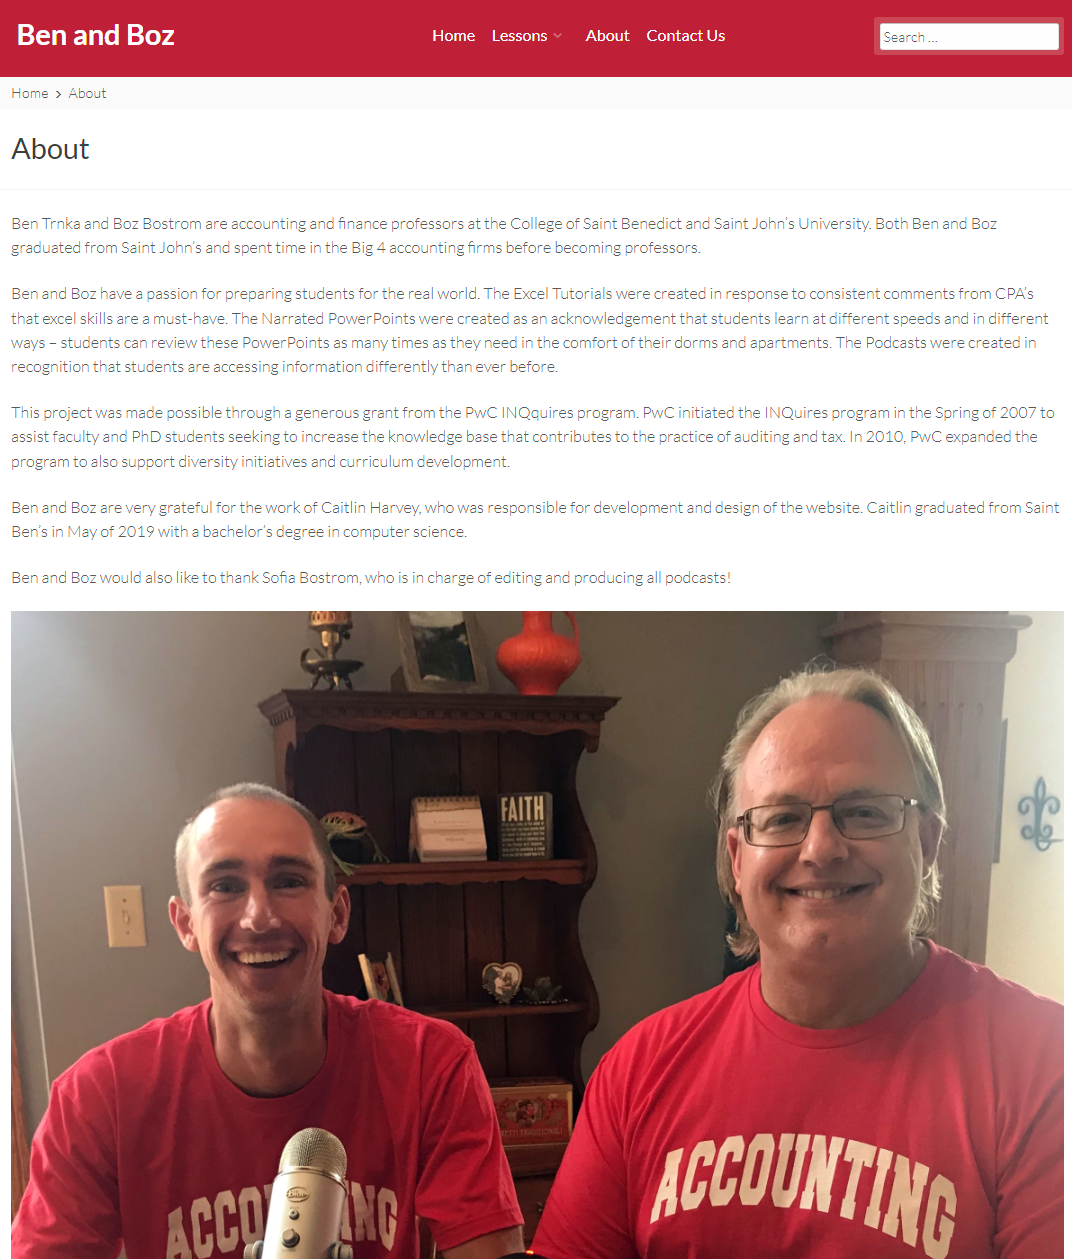 Ben and Boz
Home Lessons About Contact Us
Search ...
Home > About
About
Ben Trnka and Boz Bostrom are accounting and finance professors at the College of Saint Benedict and Saint John’s University. Both Ben and Boz
graduated from Saint John’s and spent time in the Big 4 accounting firms before becoming professors.
Ben and Boz have a passion for preparing students for the real world. The Excel Tutorials were created in response to consistent comments from CPA’s
that excel skills are a must-have. The Narrated PowerPoints were created as an acknowledgement that students learn at different speeds and in different
ways – students can review these PowerPoints as many times as they need in the comfort of their dorms and apartments. The Podcasts were created in
recognition that students are accessing information differently than ever before.
This project was made possible through a generous grant from the PwC INQquires program. PwC initiated the INQuires program in the Spring of 2007 to
assist faculty and PhD students seeking to increase the knowledge base that contributes to the practice of auditing and tax. In 2010, PwC expanded the
program to also support diversity initiatives and curriculum development.
Ben and Boz are very grateful for the work of Caitlin Harvey, who was responsible for development and design of the website. Caitlin graduated from Saint
Ben’s in May of 2019 with a bachelor’s degree in computer science.
Ben and Boz would also like to thank Sofia Bostrom, who is in charge of editing and producing all podcasts!
FAITH
ACCOUNTING